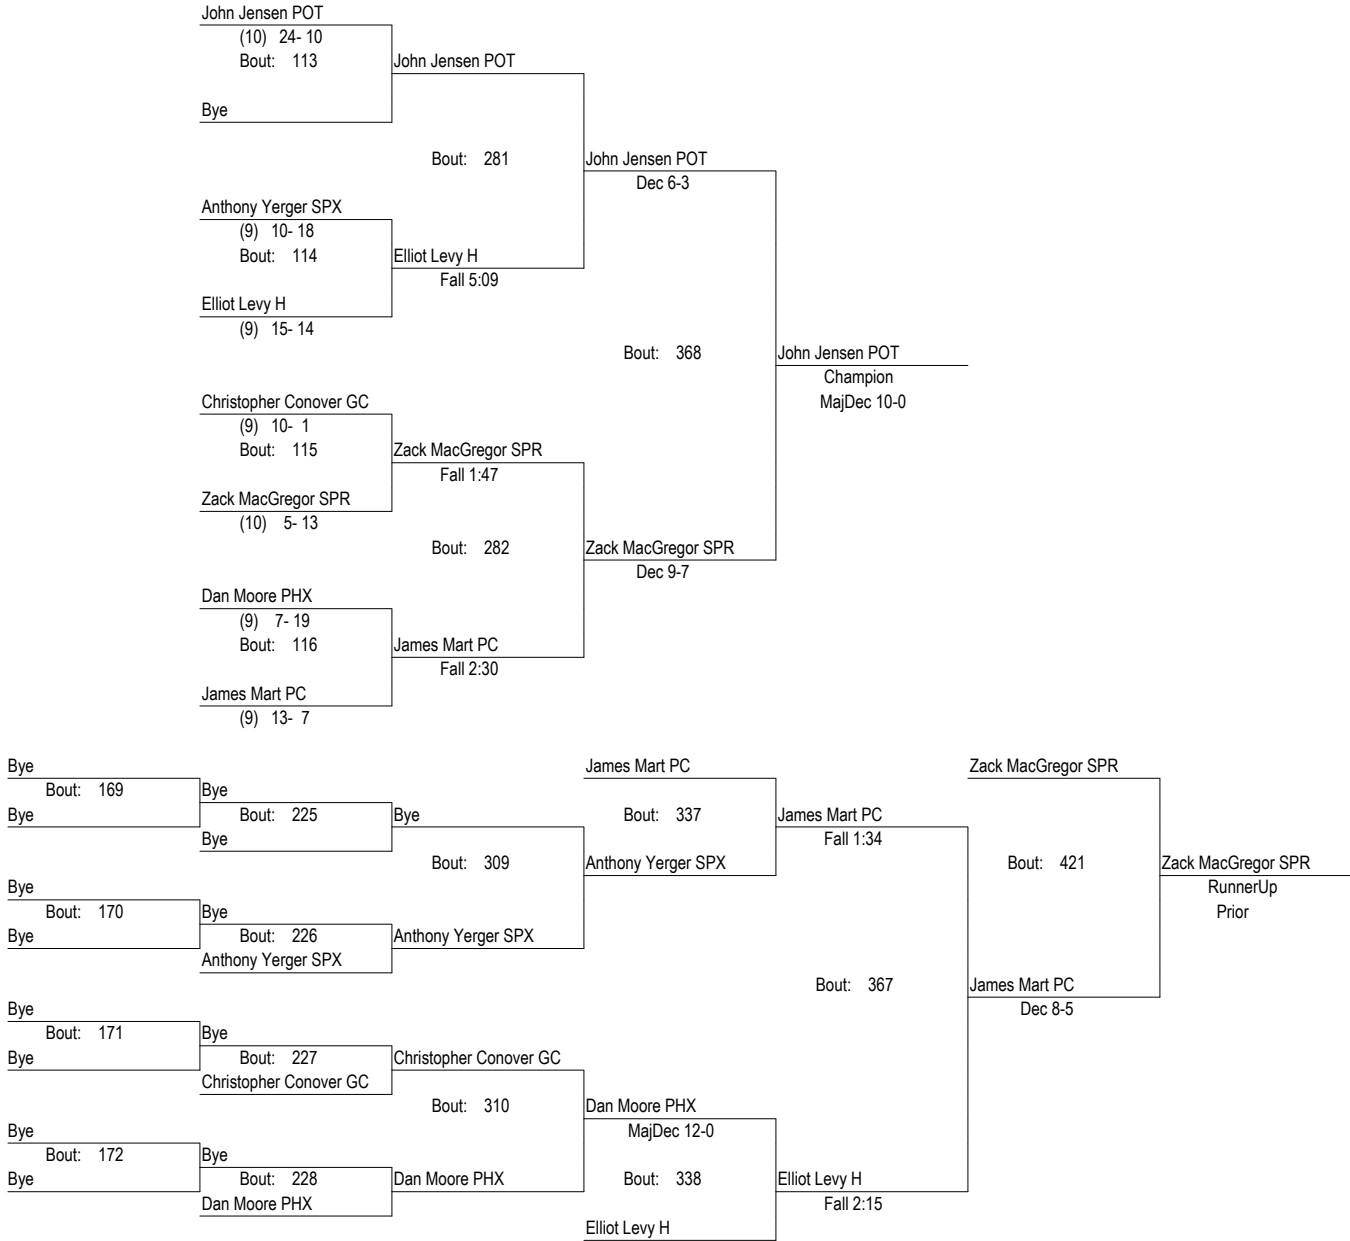 John Jensen POT
(10) 24- 10
Bout: 113
John Jensen POT
Bye
Bout: 281
John Jensen POT
Dec 6-3
Anthony Yerger SPX
(9) 10- 18
Bout: 114
Elliot Levy H
Fall 5:09
Elliot Levy H
(9) 15- 14
Bout: 368
John Jensen POT
Champion
MajDec 10-0
Christopher Conover GC
(9) 10- 1
Bout: 115
Zack MacGregor SPR
Fall 1:47
Zack MacGregor SPR
(10) 5- 13
Bout: 282
Zack MacGregor SPR
Dec 9-7
Dan Moore PHX
(9) 7- 19
Bout: 116
James Mart PC
Fall 2:30
James Mart PC
(9) 13- 7
Bye
Bout: 169
Bye
Bye
Bout: 225
Bye
Bye
Bout: 309
James Mart PC
Bout: 337
Anthony Yerger SPX
James Mart PC
Fall 1:34
Zack MacGregor SPR
Bout: 421
Zack MacGregor SPR
RunnerUp
Prior
Bye
Bout: 170
Bye
Bye
Bout: 226
Anthony Yerger SPX
Anthony Yerger SPX
Bout: 367
James Mart PC
Dec 8-5
Bye
Bout: 171
Bye
Bye
Bout: 227
Christopher Conover GC
Christopher Conover GC
Bout: 310
Dan Moore PHX
MajDec 12-0
Bye
Bout: 172
Bye
Bye
Bout: 228
Dan Moore PHX
Dan Moore PHX
Bout: 338
Elliot Levy H
Fall 2:15
Elliot Levy H